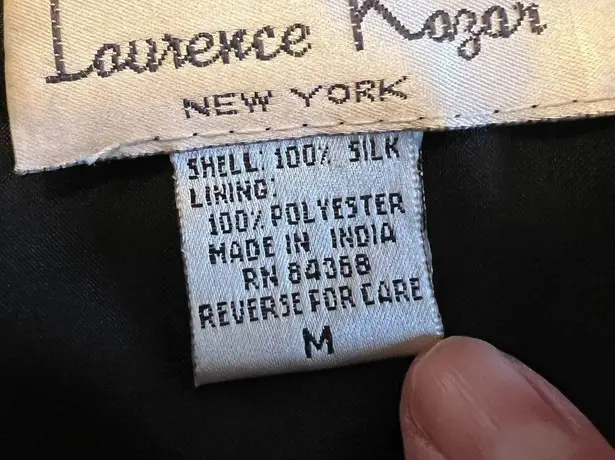 Laurence Kazar
NEW YORK
SHELL: 100% SILK
LINING:
100% POLYESTER
MADE IN INDIA
RN 84368
REVERSE FOR CARE
M